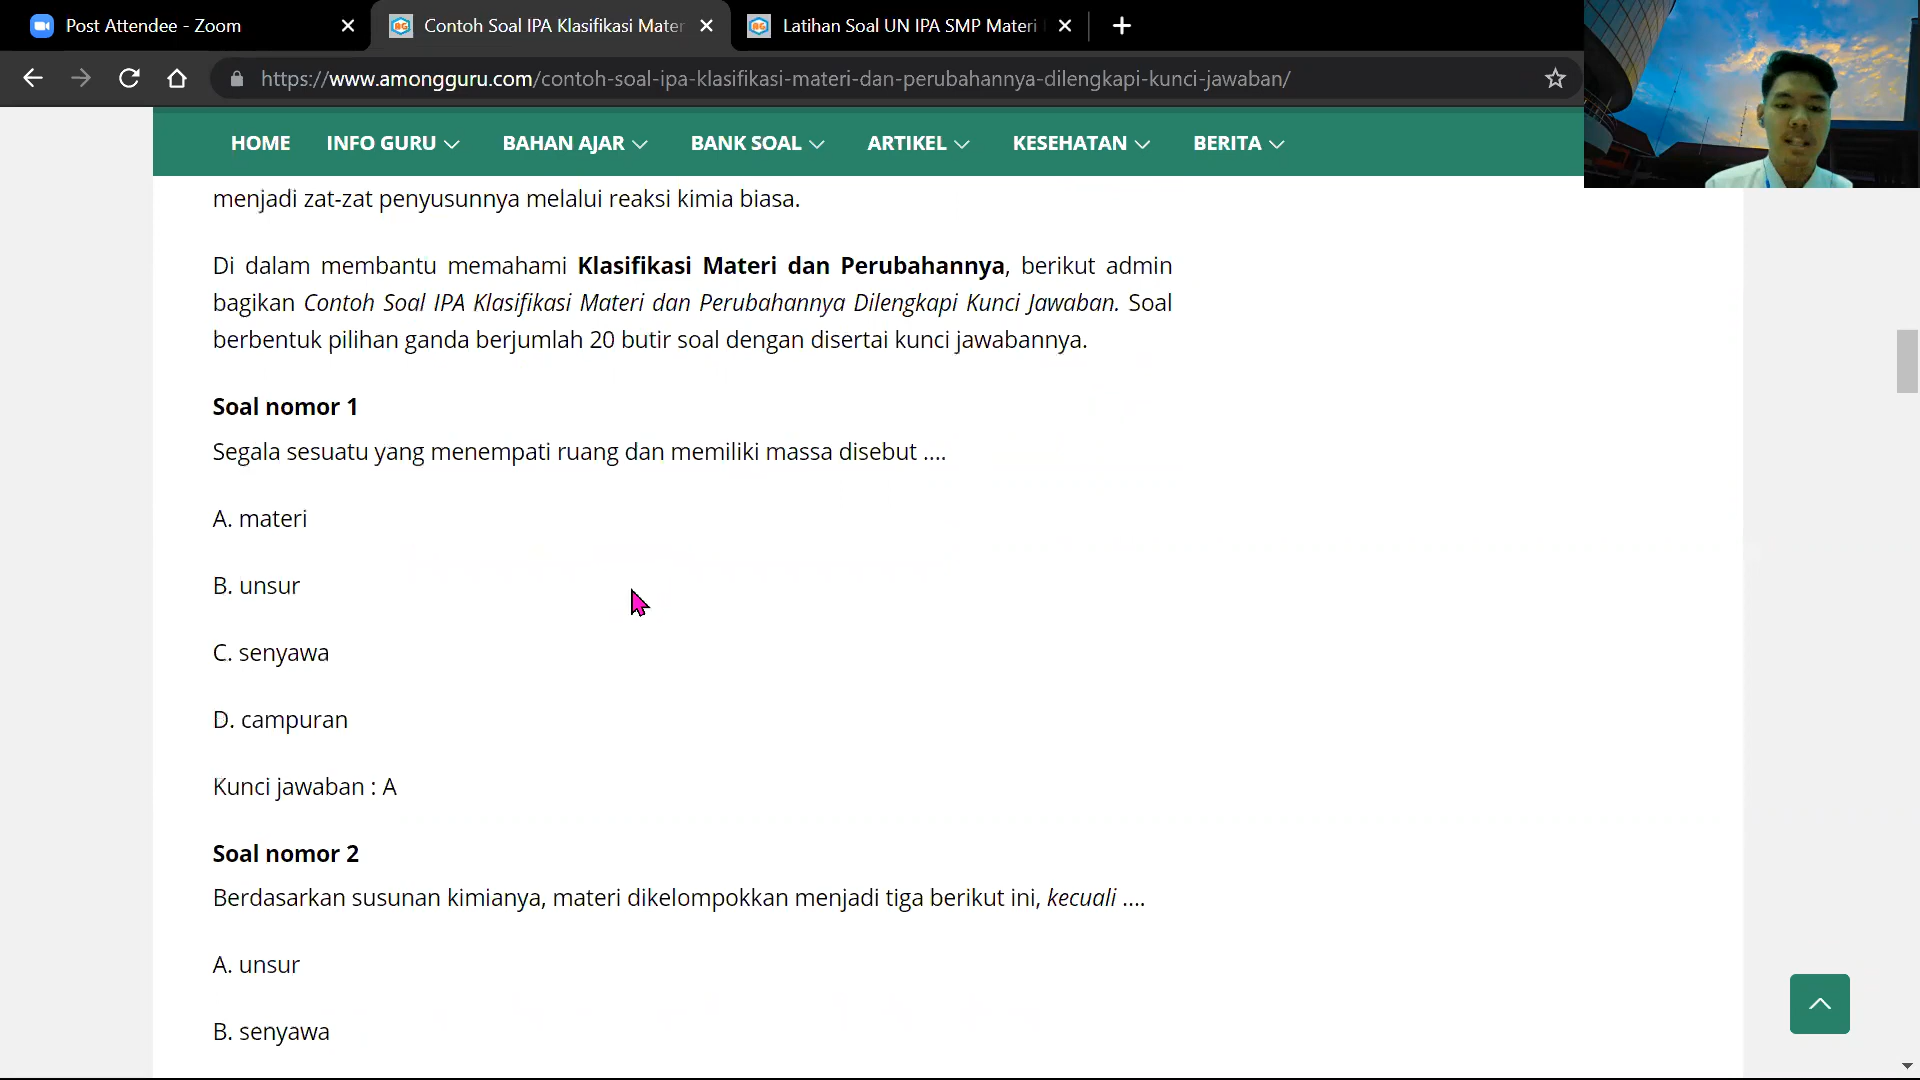 Post Attendee - Zoom
Contoh Soal IPA Klasifikasi Mater
Latihan Soal UN IPA SMP Materi
https://www.amongguru.com/contoh-soal-ipa-klasifikasi-materi-dan-perubahannya-dilengkapi-kunci-jawaban/
HOME INFO GURU BAHAN AJAR BANK SOAL ARTIKEL KESEHATAN BERITA
menjadi zat-zat penyusunnya melalui reaksi kimia biasa.
Di dalam membantu memahami Klasifikasi Materi dan Perubahannya, berikut admin
bagikan Contoh Soal IPA Klasifikasi Materi dan Perubahannya Dilengkapi Kunci Jawaban. Soal
berbentuk pilihan ganda berjumlah 20 butir soal dengan disertai kunci jawabannya.
Soal nomor 1
Segala sesuatu yang menempati ruang dan memiliki massa disebut ....
A. materi
B. unsur
C. senyawa
D. campuran
Kunci jawaban : A
Soal nomor 2
Berdasarkan susunan kimianya, materi dikelompokkan menjadi tiga berikut ini, kecuali ....
A. unsur
B. senyawa